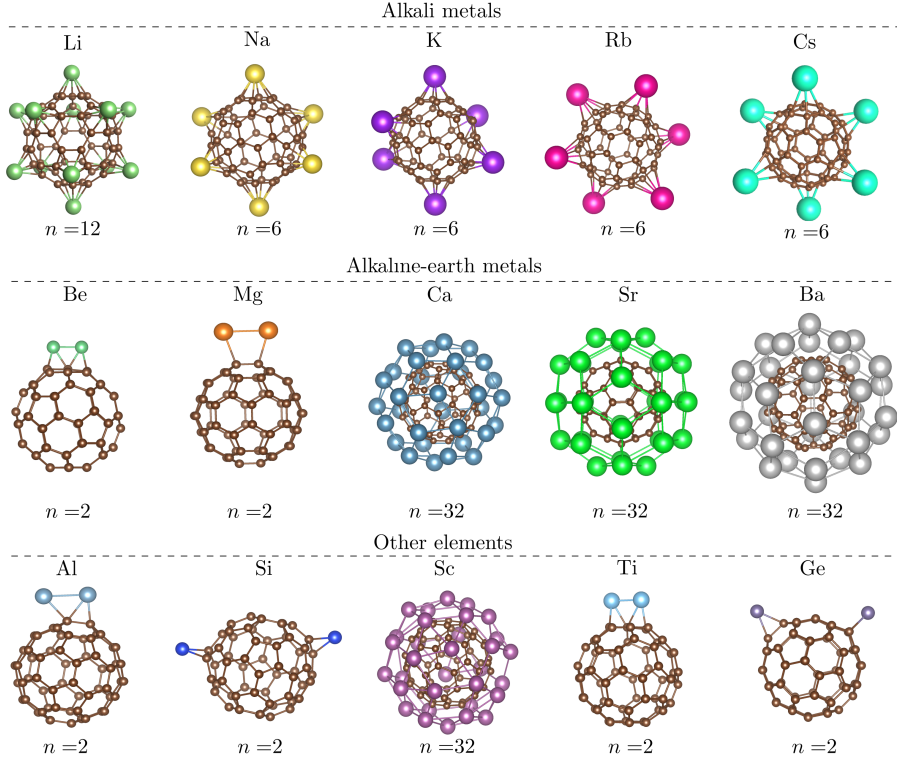 Alkali metals
Li Na K Rb Cs
n =12 n =6 n =6 n =6 n =6
Alkalıne-earth metals
Be Mg Ca Sr Ba
n =2 n =2 n =32 n =32 n =32
Other elements
Al Si Sc Ti Ge
n =2 n =2 n =32 n =2 n =2